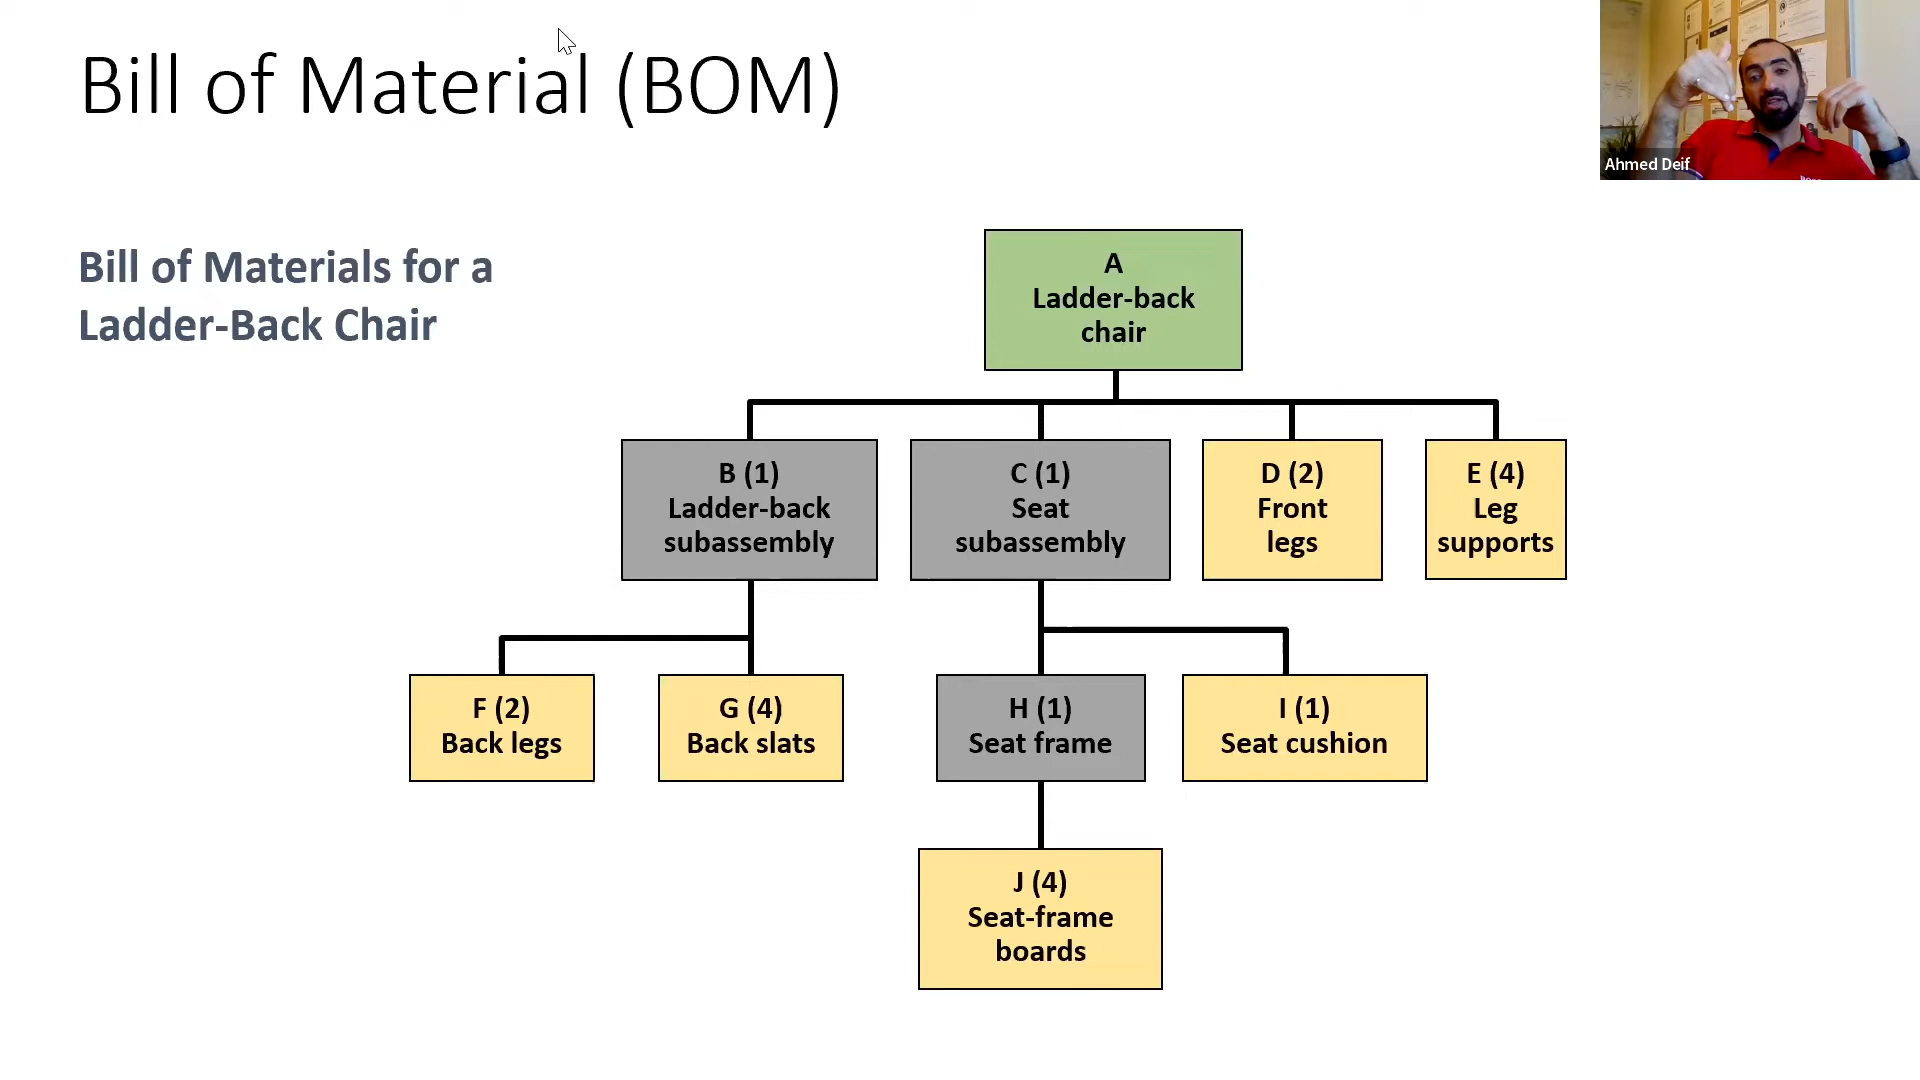 Bill of Material (BOM)
Ahmed Deif
Bill of Materials for a
Ladder-Back Chair
A
Ladder-back
chair
B (1)
Ladder-back
subassembly
C (1)
Seat
subassembly
D (2)
Front
legs
E (4)
Leg
supports
F (2)
Back legs
G (4)
Back slats
H (1)
Seat frame
I (1)
Seat cushion
J (4)
Seat-frame
boards